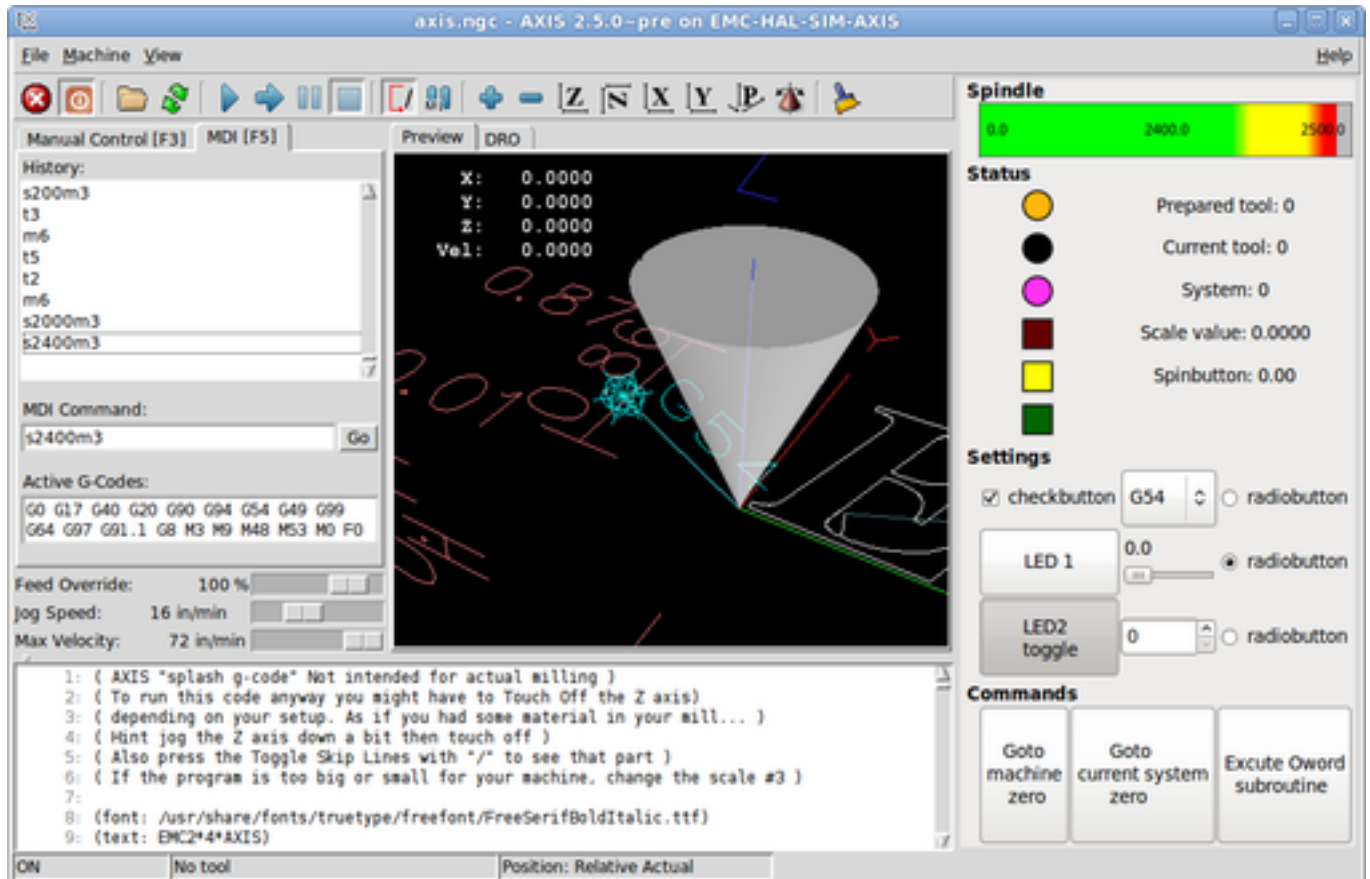 axis.ngc - AXIS 2.5.0~pre on EMC-HAL-SIM-AXIS
File Machine View
Help
Z N X Y P
Manual Control [F3] MDI [F5]
History:
s200m3
t3
m6
t5
t2
m6
s2000m3
s2400m3
MDI Command:
s2400m3 Go
Active G-Codes:
G0 G17 G40 G20 G90 G94 G54 G49 G99
G64 G97 G91.1 G8 M3 M9 M48 M53 M0 F0
Feed Override: 100 %
Jog Speed: 16 in/min
Max Velocity: 72 in/min
Preview DRO
X: 0.0000
Y: 0.0000
Z: 0.0000
Vel: 0.0000
G54
Y
Spindle
0.0 2400.0 2500.0
Status
Prepared tool: 0
Current tool: 0
System: 0
Scale value: 0.0000
Spinbutton: 0.00
Settings
checkbutton G54 radiobutton
LED 1 0.0 radiobutton
LED2
toggle
0 radiobutton
Commands
Goto
machine
zero
Goto
current system
zero
Excute Oword
subroutine
1: ( AXIS "splash g-code" Not intended for actual milling )
2: ( To run this code anyway you might have to Touch Off the Z axis)
3: ( depending on your setup. As if you had some material in your mill... )
4: ( Hint jog the Z axis down a bit then touch off )
5: ( Also press the Toggle Skip Lines with "/" to see that part )
6: ( If the program is too big or small for your machine, change the scale #3 )
7:
8: (font: /usr/share/fonts/truetype/freefont/FreeSerifBoldItalic.ttf)
9: (text: EMC2*4*AXIS)
ON No tool Position: Relative Actual